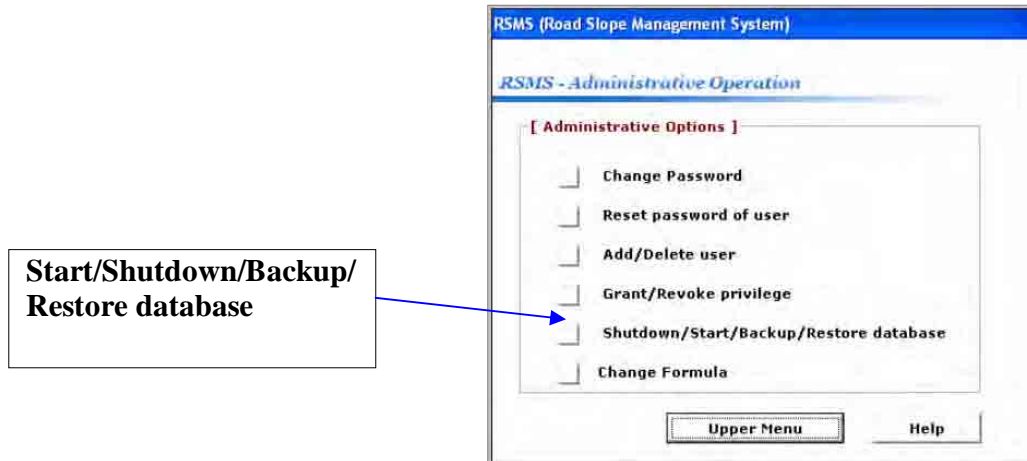 RSMS (Road Slope Management System)
RSMS - Administrative Operation
[ Administrative Options ]
Change Password
Reset password of user
Add/Delete user
Grant/Revoke privilege
Shutdown/Start/Backup/Restore database
Change Formula
Upper Menu
Help
Start/Shutdown/Backup/
Restore database